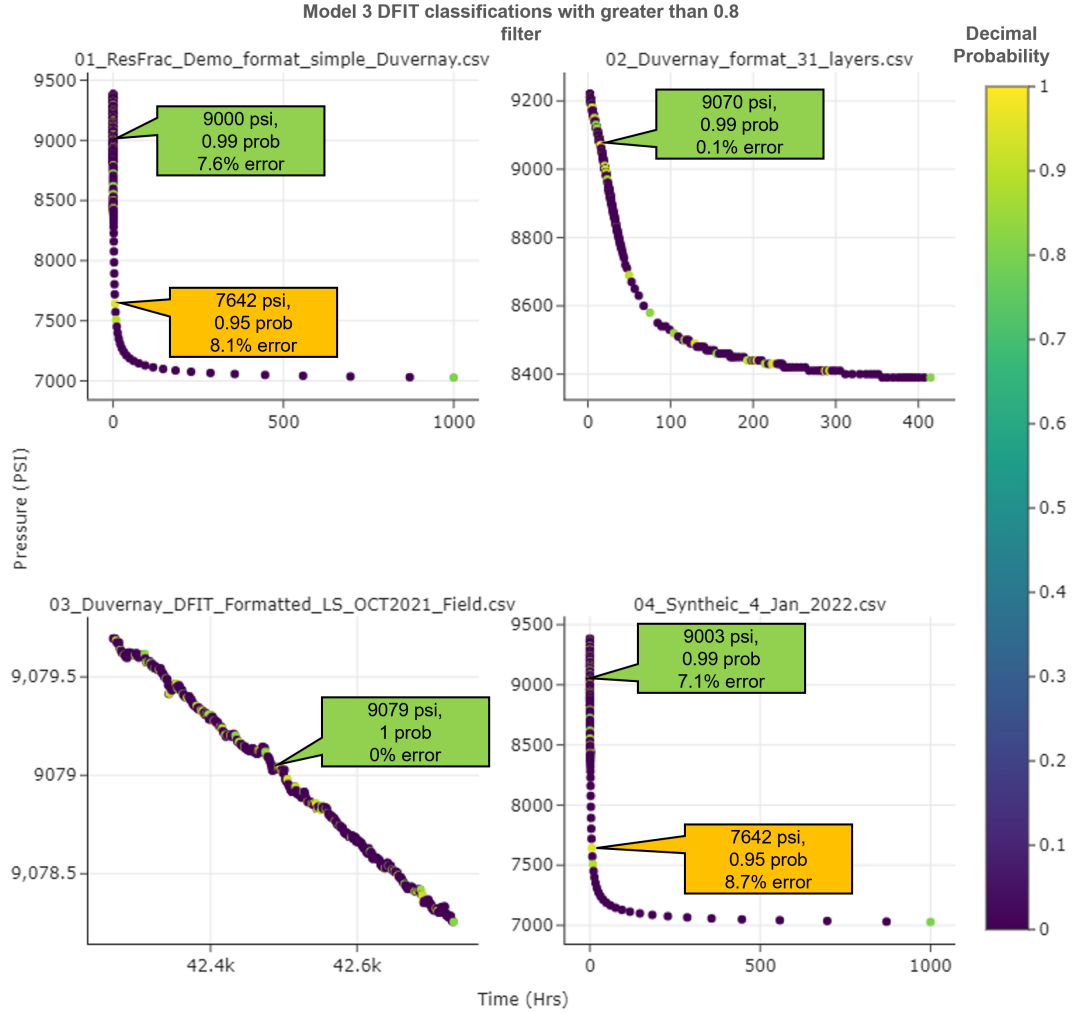 Model 3 DFIT classifications with greater than 0.8
filter
Decimal
Probability
01_ResFrac_Demo_format_simple_Duvernay.csv
02_Duvernay_format_31_layers.csv
9500
9000
8500
8000
7500
7000
0
500
1000
9000 psi,
0.99 prob
7.6% error
7642 psi,
0.95 prob
8.1% error
9200
9000
8800
8600
8400
0
100
200
300
400
9070 psi,
0.99 prob
0.1% error
1
0.9
0.8
0.7
0.6
0.5
0.4
0.3
0.2
0.1
0
Pressure (PSI)
03_Duvernay_DFIT_Formatted_LS_OCT2021_Field.csv
04_Syntheic_4_Jan_2022.csv
9,079.5
9079
9,078.5
42.4k
42.6k
9079 psi,
1 prob
0% error
9500
9000
8500
8000
7500
7000
0
500
1000
9003 psi,
0.99 prob
7.1% error
7642 psi,
0.95 prob
8.7% error
Time (Hrs)